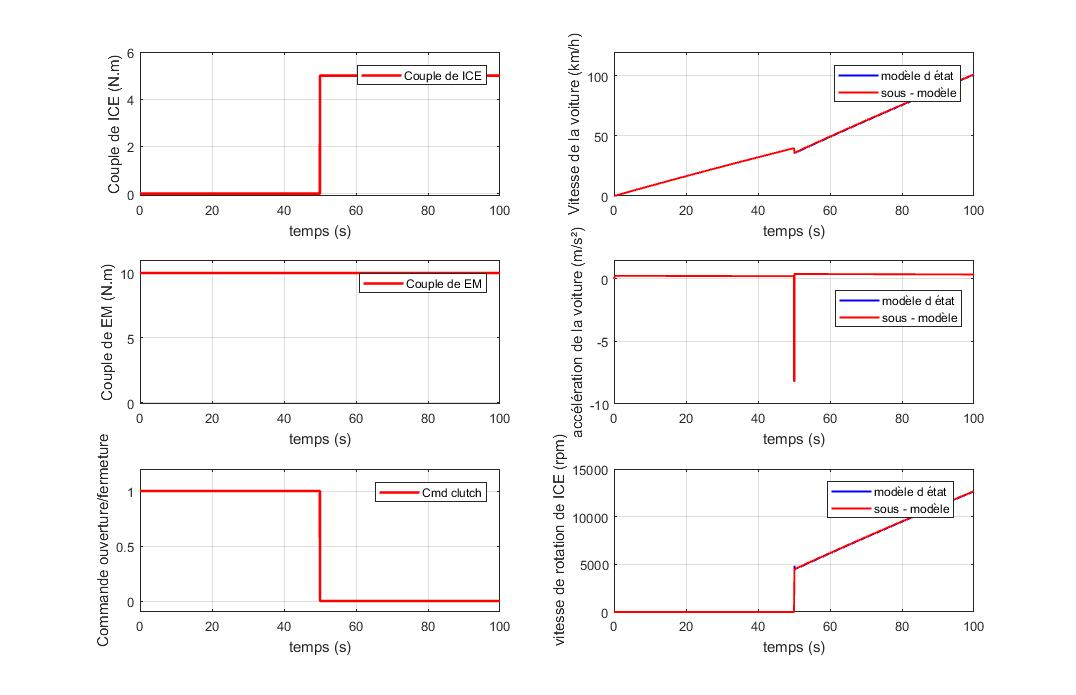 Couple de ICE (N.m)
6
4
2
0
Couple de ICE
0
20
40
60
80
100
temps (s)
Vitesse de la voiture (km/h)
100
50
0
modèle d état
sous - modèle
0
20
40
60
80
100
temps (s)
Couple de EM (N.m)
10
5
0
Couple de EM
0
20
40
60
80
100
temps (s)
accélération de la voiture (m/s²)
0
-5
-10
modèle d état
sous - modèle
0
20
40
60
80
100
temps (s)
Commande ouverture/fermeture
1
0.5
0
Cmd clutch
0
20
40
60
80
100
temps (s)
vitesse de rotation de ICE (rpm)
15000
10000
5000
0
modèle d état
sous - modèle
0
20
40
60
80
100
temps (s)